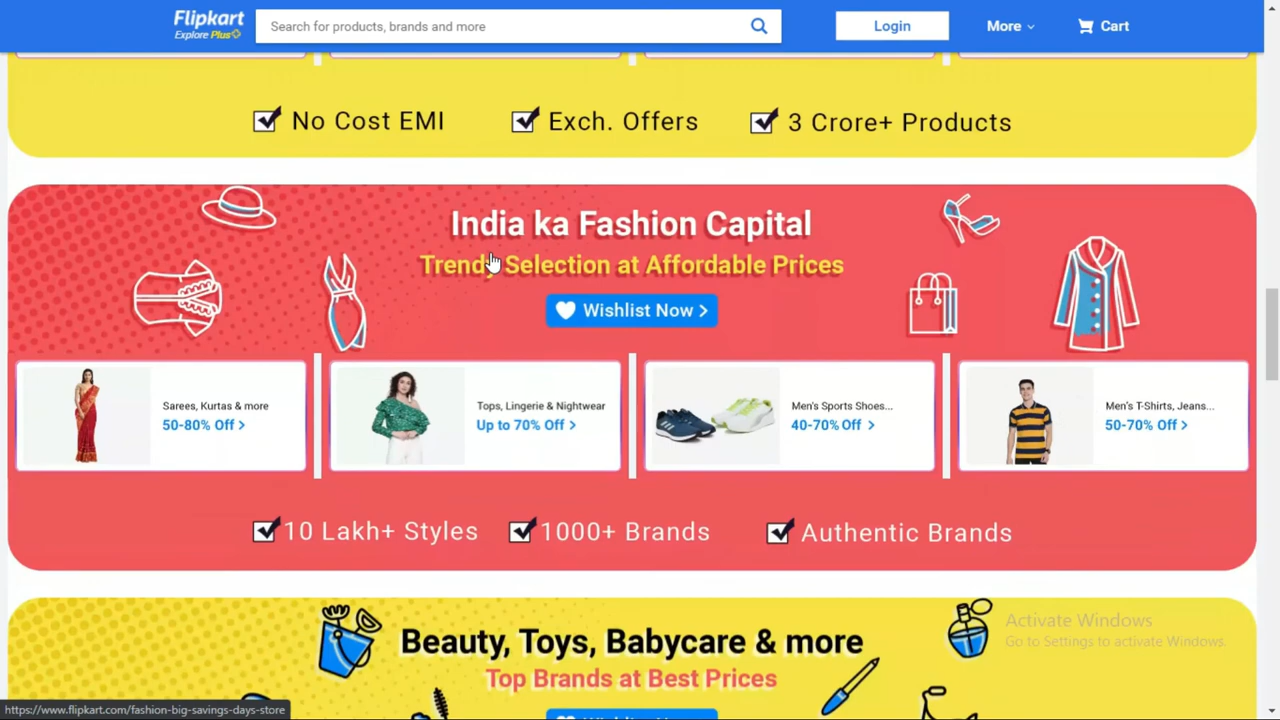 Flipkart
Explore Plus
Search for products, brands and more
Login
More
Cart
No Cost EMI
Exch. Offers
3 Crore+ Products
India ka Fashion Capital
Trendy Selection at Affordable Prices
Wishlist Now
Sarees, Kurtas & more
50-80% Off
Tops, Lingerie & Nightwear
Up to 70% Off
Men's Sports Shoes...
40-70% Off
Men's T-Shirts, Jeans...
50-70% Off
10 Lakh+ Styles
1000+ Brands
Authentic Brands
Beauty, Toys, Babycare & more
Top Brands at Best Prices
Activate Windows
Go to Settings to activate Windows.
https://www.flipkart.com/fashion-big-savings-days-store